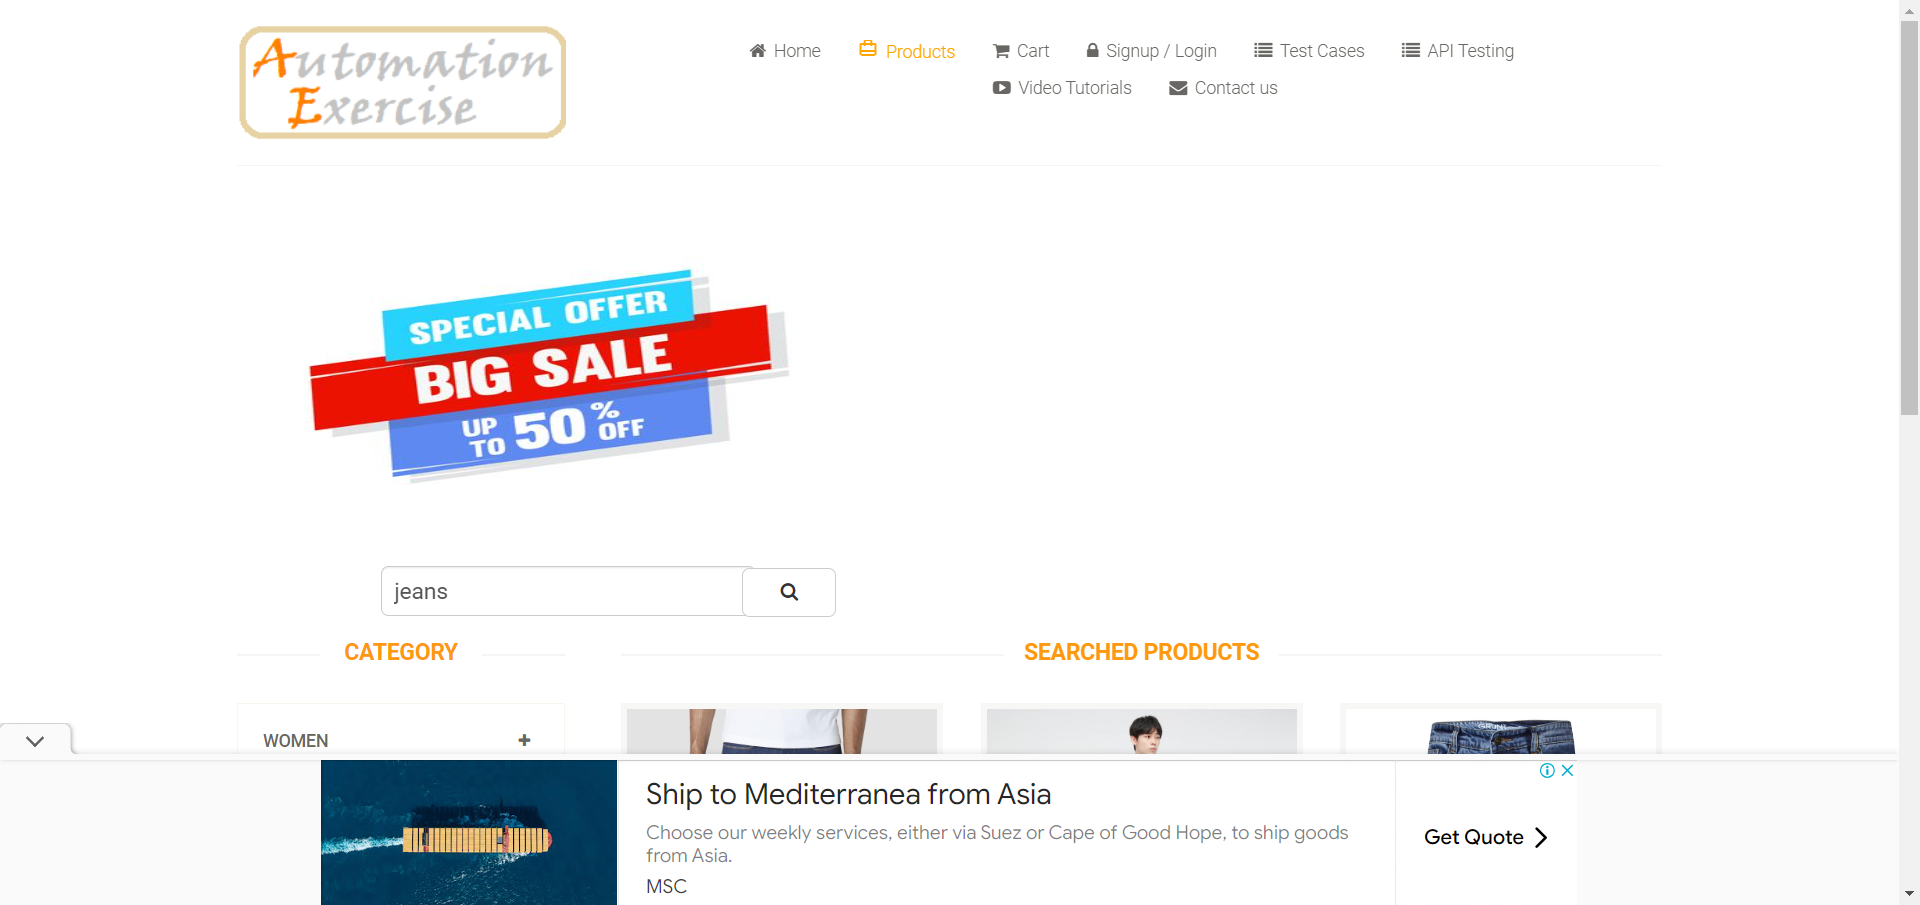 Automation
Exercise
Home
Products
Cart
Signup / Login
Test Cases
API Testing
Video Tutorials
Contact us
SPECIAL OFFER
BIG SALE
UP TO 50% OFF
jeans
CATEGORY
SEARCHED PRODUCTS
WOMEN
Ship to Mediterranea from Asia
Choose our weekly services, either via Suez or Cape of Good Hope, to ship goods
from Asia.
MSC
Get Quote